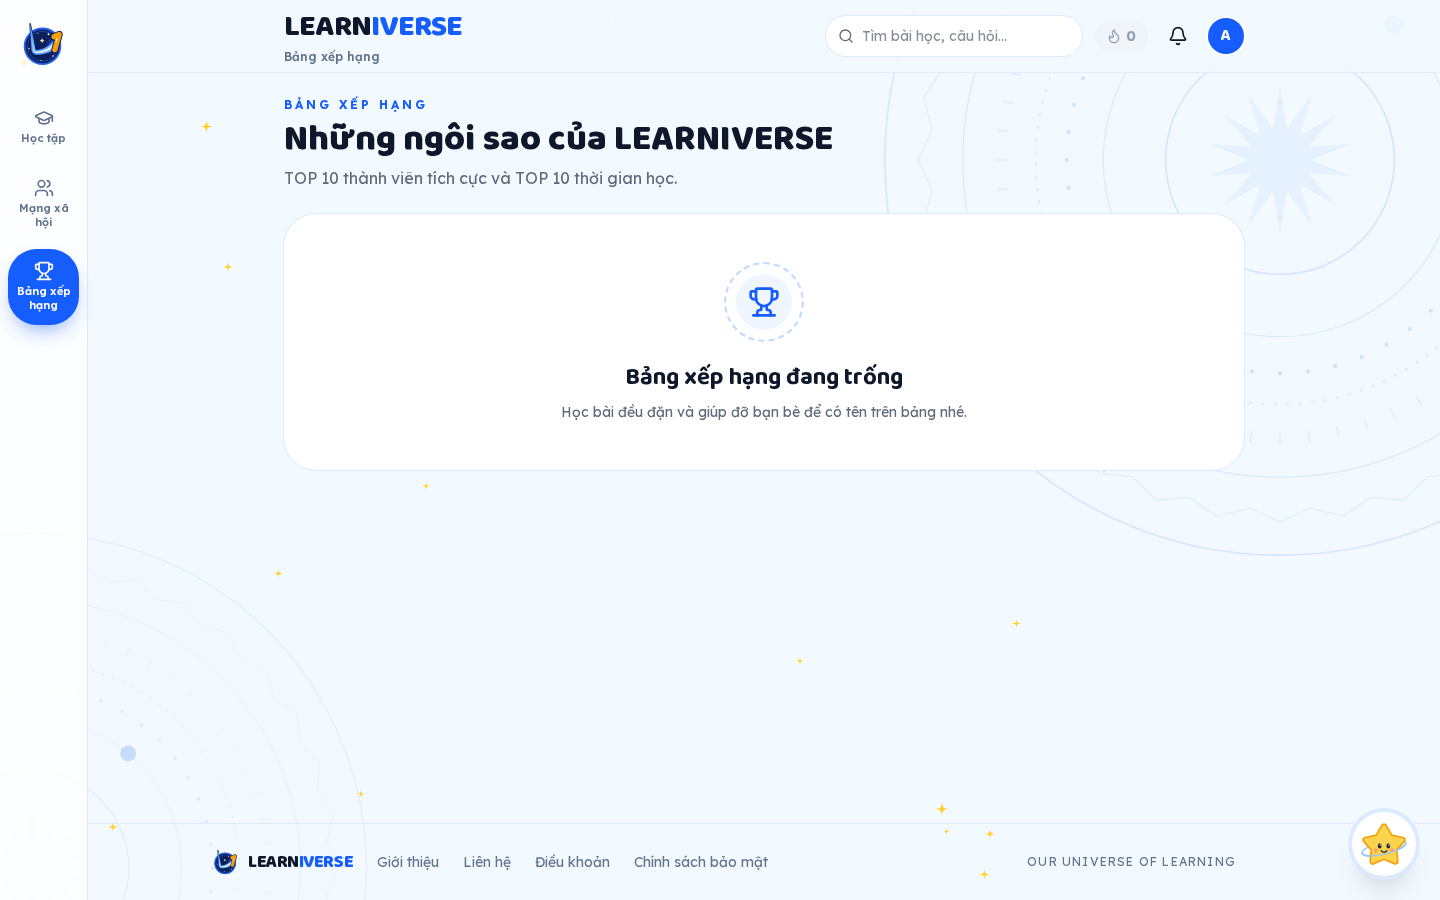 LEARNIVERSE
Bảng xếp hạng
Tìm bài học, câu hỏi...
0
A
Học tập
Mạng xã
hội
Bảng xếp
hạng
BẢNG XẾP HẠNG
Những ngôi sao của LEARNIVERSE
TOP 10 thành viên tích cực và TOP 10 thời gian học.
Bảng xếp hạng đang trống
Học bài đều đặn và giúp đỡ bạn bè để có tên trên bảng nhé.
LEARNIVERSE
Giới thiệu
Liên hệ
Điều khoản
Chính sách bảo mật
OUR UNIVERSE OF LEARNING